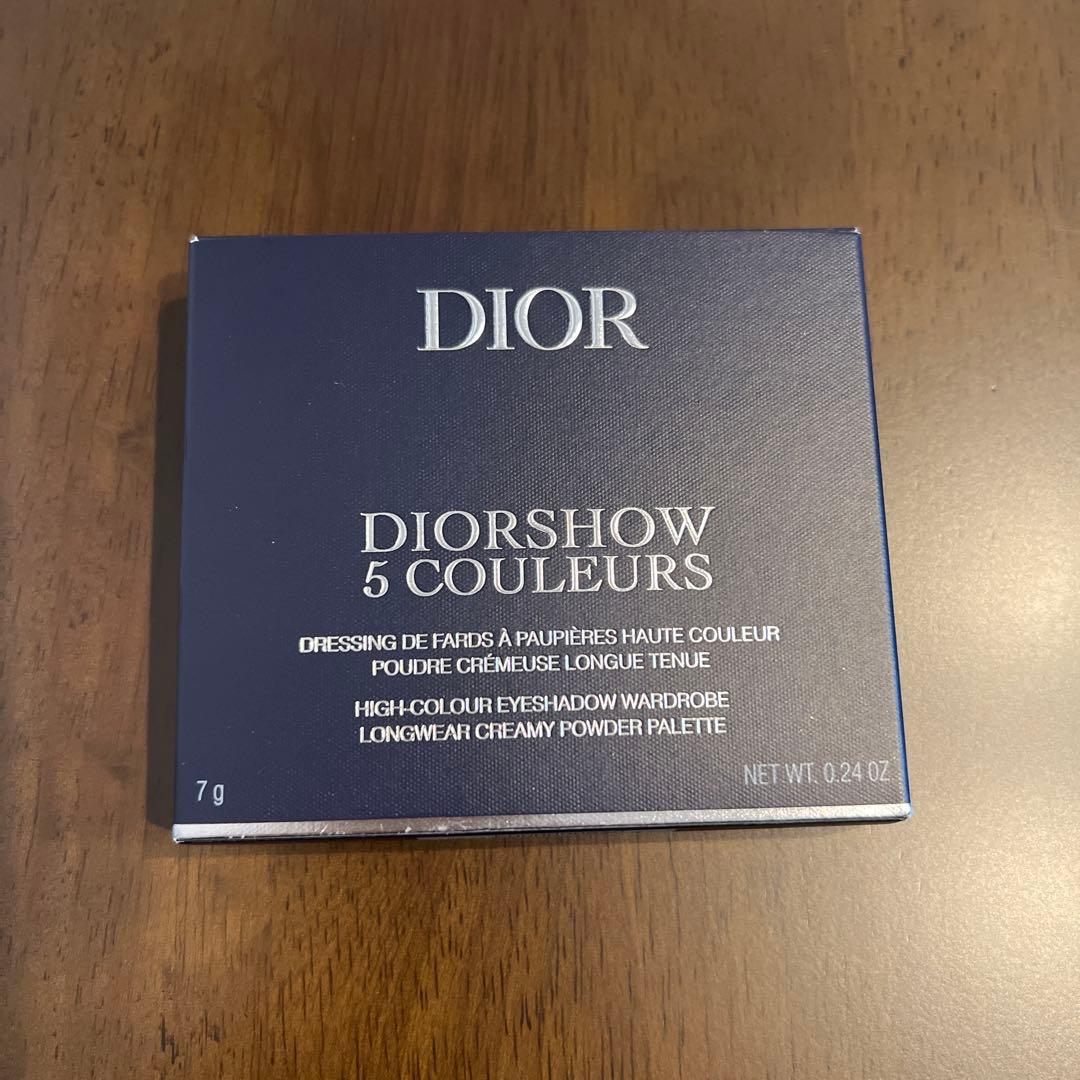 DIOR
DIORSHOW
5 COULEURS
DRESSING DE FARDS À PAUPIÈRES HAUTE COULEUR
POUDRE CRÉMEUSE LONGUE TENUE
HIGH-COLOUR EYESHADOW WARDROBE
LONGWEAR CREAMY POWDER PALETTE
7 g
NET WT. 0.24 OZ